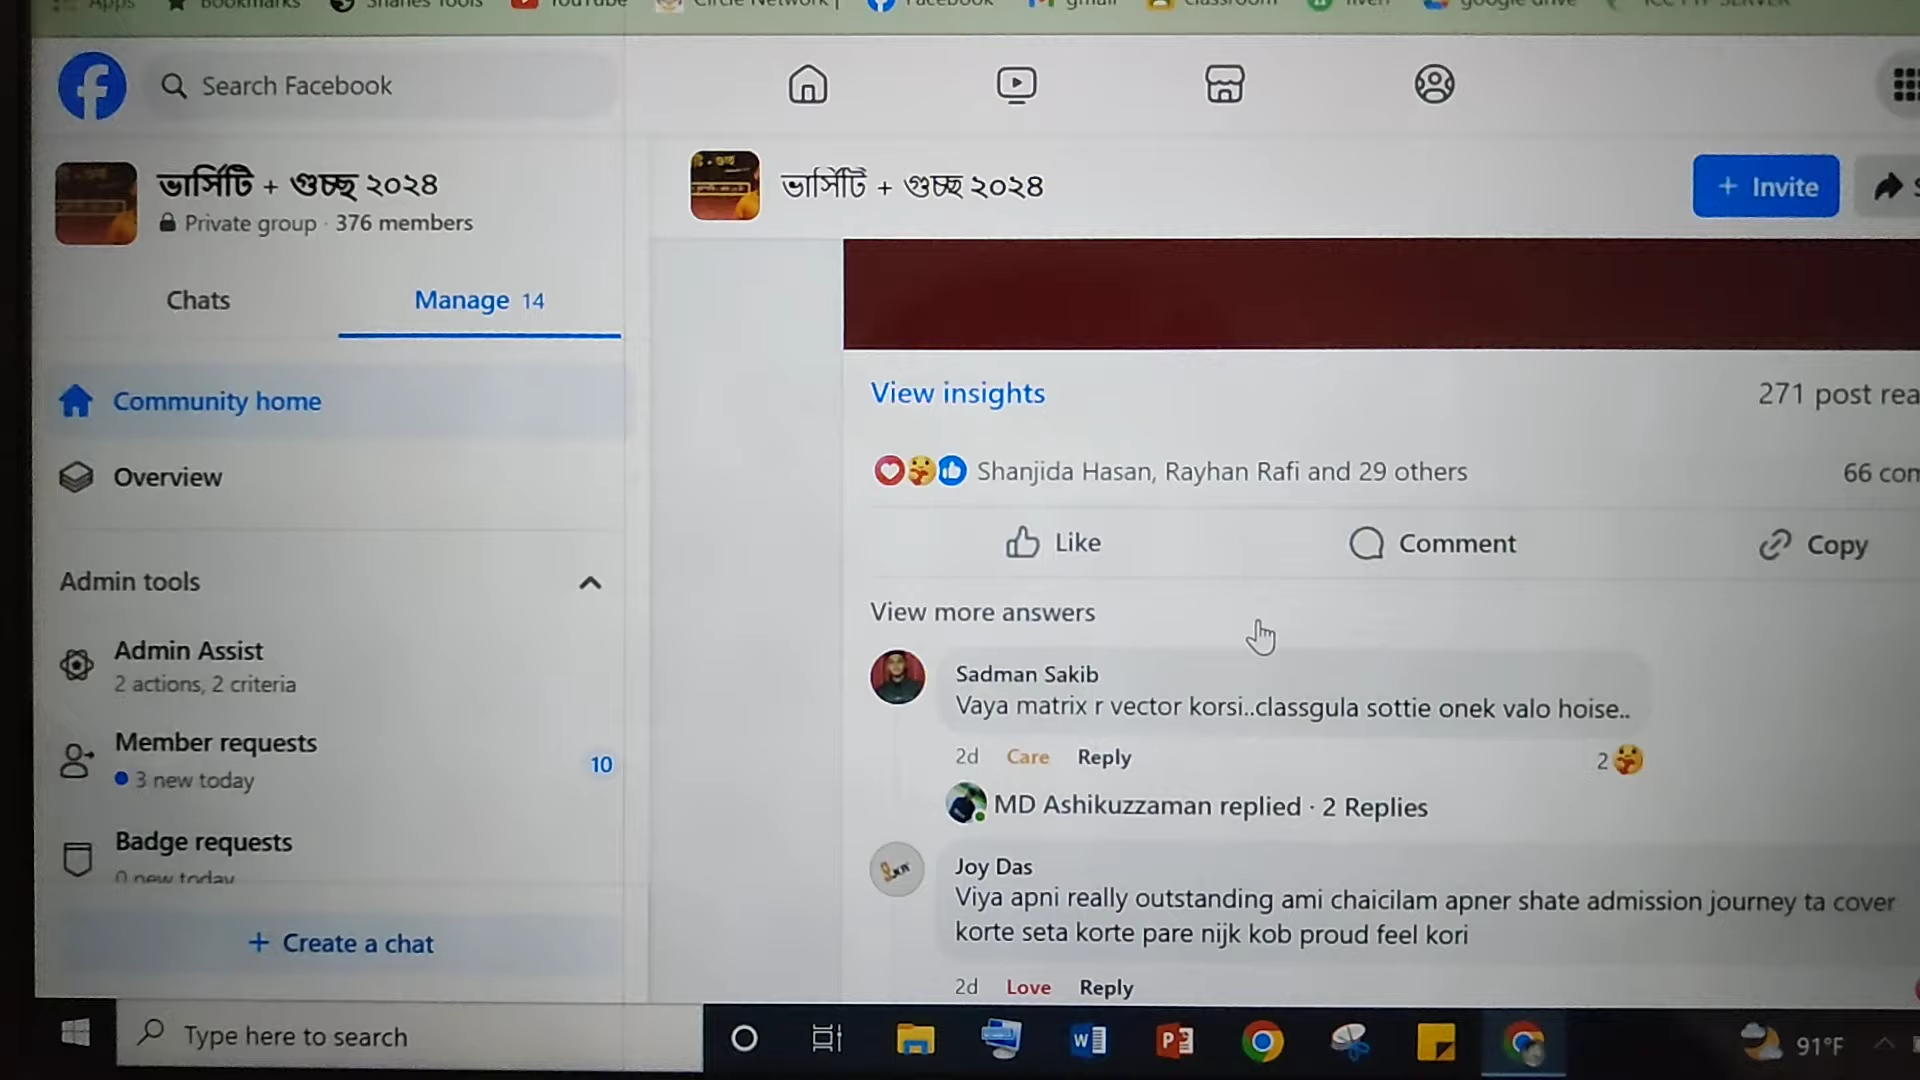 Apps Bookmarks YouTube Circle Network | Facebook gmail Classroom google drive
Search Facebook
ভার্সিটি + গুচ্ছ ২০২৪
Private group · 376 members
ভার্সিটি + গুচ্ছ ২০২৪
+ Invite
Chats
Manage 14
Community home
Overview
Admin tools
Admin Assist
2 actions, 2 criteria
Member requests
3 new today
10
Badge requests
0 new today
+ Create a chat
View insights
271 post rea
Shanjida Hasan, Rayhan Rafi and 29 others
66 com
Like
Comment
Copy
View more answers
Sadman Sakib
Vaya matrix r vector korsi..classgula sottie onek valo hoise..
2d Care Reply
2
MD Ashikuzzaman replied · 2 Replies
Joy Das
Viya apni really outstanding ami chaicilam apner shate admission journey ta cover
korte seta korte pare nijk kob proud feel kori
2d Love Reply
Type here to search
91°F